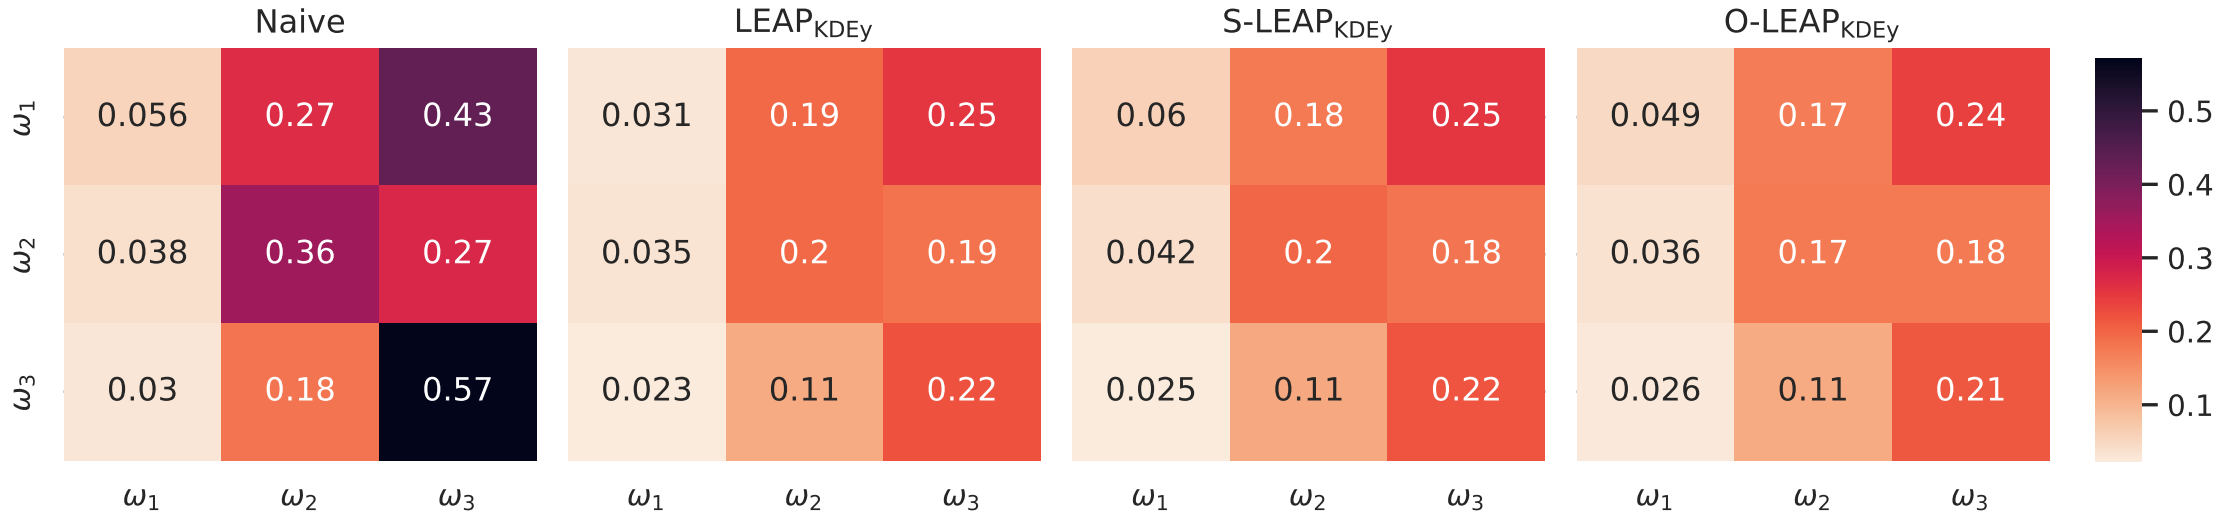 Naive LEAP_KDEy S-LEAP_KDEy O-LEAP_KDEy
ω₁ 0.056 0.27 0.43 0.031 0.19 0.25 0.06 0.18 0.25 0.049 0.17 0.24
ω₂ 0.038 0.36 0.27 0.035 0.2 0.19 0.042 0.2 0.18 0.036 0.17 0.18
ω₃ 0.03 0.18 0.57 0.023 0.11 0.22 0.025 0.11 0.22 0.026 0.11 0.21
ω₁ ω₂ ω₃ ω₁ ω₂ ω₃ ω₁ ω₂ ω₃ ω₁ ω₂ ω₃
0.5
0.4
0.3
0.2
0.1